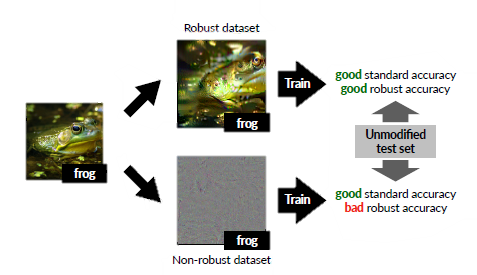 Robust dataset
frog
Train
good standard accuracy
good robust accuracy
frog
Unmodified
test set
frog
Train
good standard accuracy
bad robust accuracy
Non-robust dataset